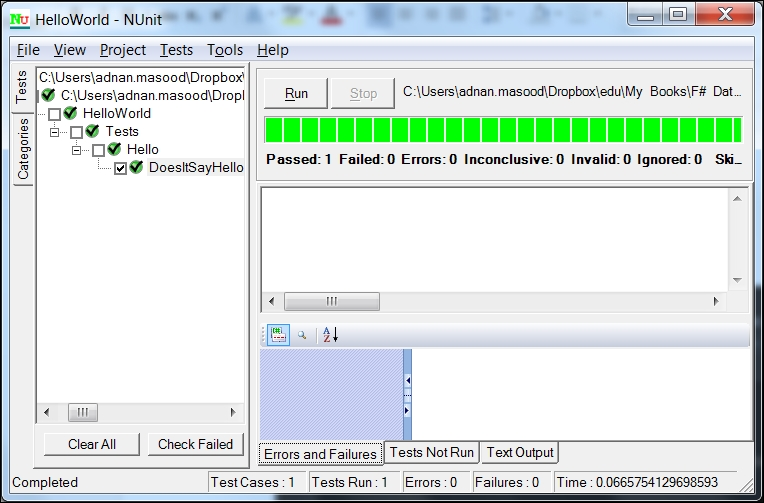 NU HelloWorld - NUnit
File View Project Tests Tools Help
Tests
Categories
C:\Users\adnan.masood\Dropbox\
C:\Users\adnan.masood\Dropl
HelloWorld
Tests
Hello
DoesItSayHello
Clear All Check Failed
Run Stop C:\Users\adnan.masood\Dropbox\edu\My Books\F# Dat...
Passed: 1 Failed: 0 Errors: 0 Inconclusive: 0 Invalid: 0 Ignored: 0 Ski...
A
Z
Errors and Failures Tests Not Run Text Output
Completed Test Cases : 1 Tests Run : 1 Errors : 0 Failures : 0 Time : 0.0665754129698593